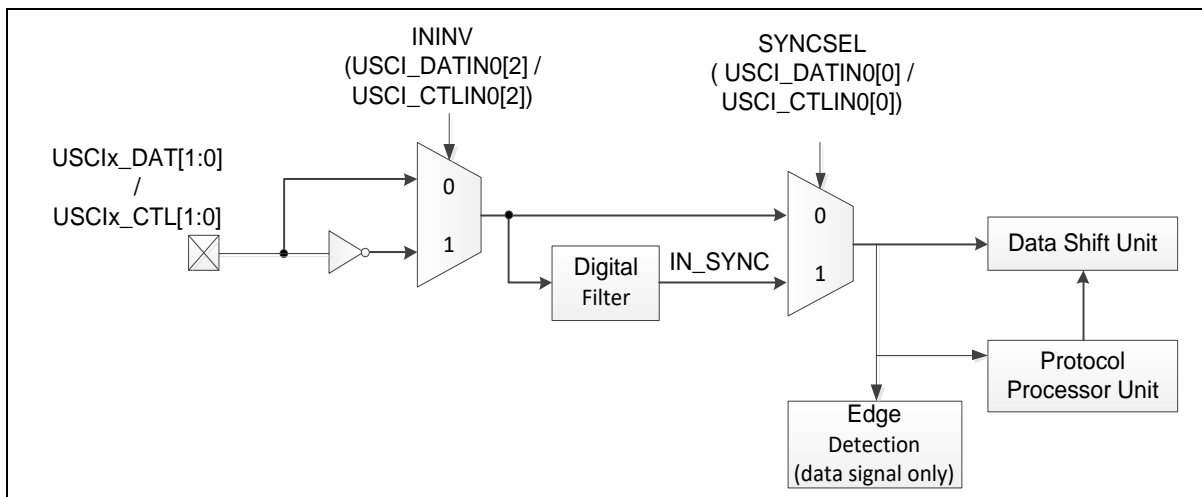 ININV
(USCI_DATIN0[2] /
USCI_CTLIN0[2])
SYNCSEL
( USCI_DATIN0[0] /
USCI_CTLIN0[0])
USCIx_DAT[1:0]
/
USCIx_CTL[1:0]
0
1
Digital
Filter
IN_SYNC
0
1
Data Shift Unit
Protocol
Processor Unit
Edge
Detection
(data signal only)